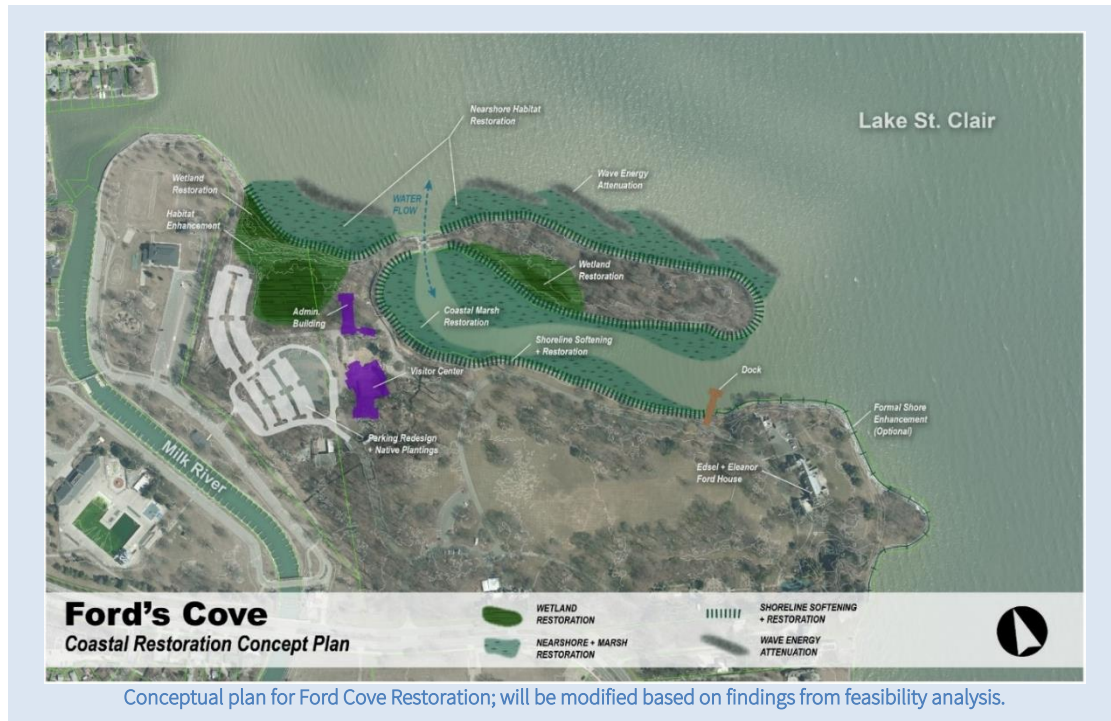 Nearshore Habitat
Restoration
Lake St. Clair
Wave Energy
Attenuation
Wetland
Restoration
WATER
FLOW
Habitat
Enhancement
Wetland
Restoration
Admin.
Building
Coastal Marsh
Restoration
Shoreline Softening
+ Restoration
Visitor Center
Dock
Formal Shore
Enhancement
(Optional)
Parking Redesign
+ Native Plantings
Milk River
Edsel + Eleanor
Ford House
Ford's Cove
Coastal Restoration Concept Plan
WETLAND
RESTORATION
NEARSHORE + MARSH
RESTORATION
SHORELINE SOFTENING
+ RESTORATION
WAVE ENERGY
ATTENUATION
Conceptual plan for Ford Cove Restoration; will be modified based on findings from feasibility analysis.